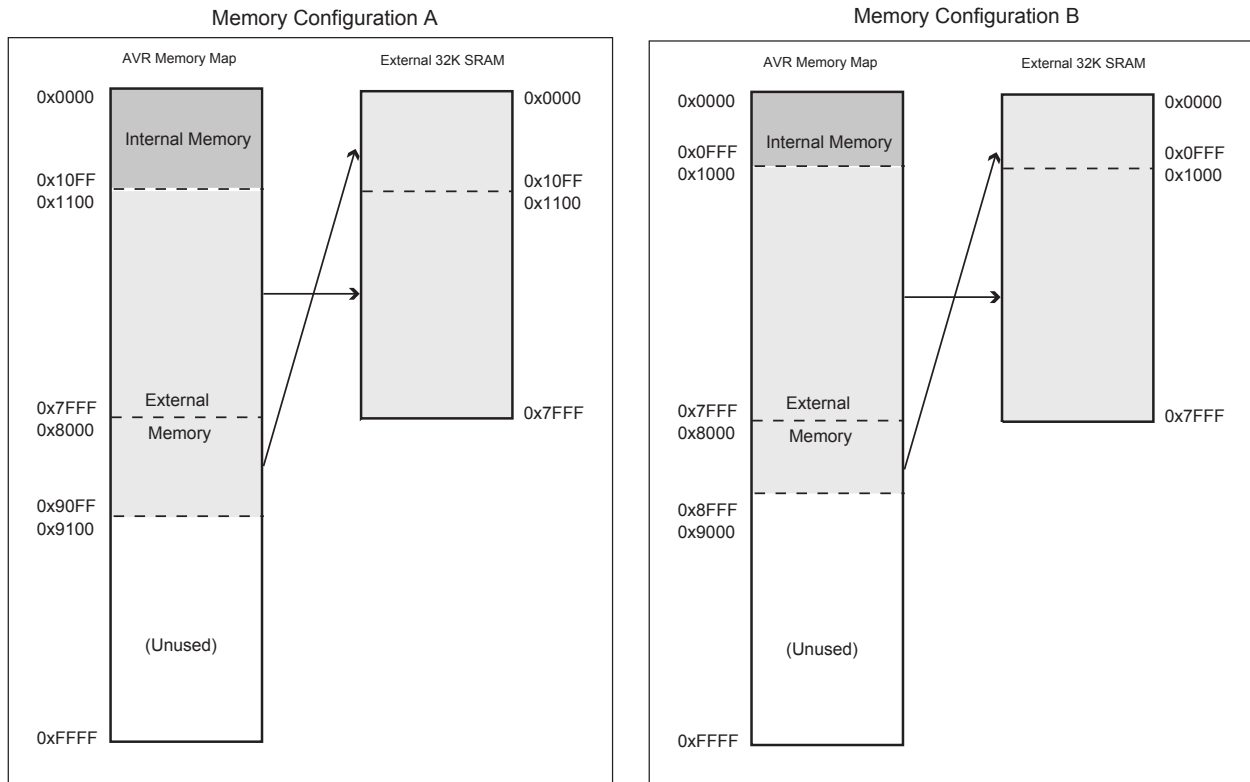 Memory Configuration A
AVR Memory Map
External 32K SRAM
0x0000
Internal Memory
0x10FF
0x1100
0x7FFF
External
0x8000
Memory
0x90FF
0x9100
(Unused)
0xFFFF
0x0000
0x10FF
0x1100
0x7FFF
Memory Configuration B
AVR Memory Map
External 32K SRAM
0x0000
Internal Memory
0x0FFF
0x1000
0x7FFF
External
0x8000
Memory
0x8FFF
0x9000
(Unused)
0xFFFF
0x0000
0x0FFF
0x1000
0x7FFF